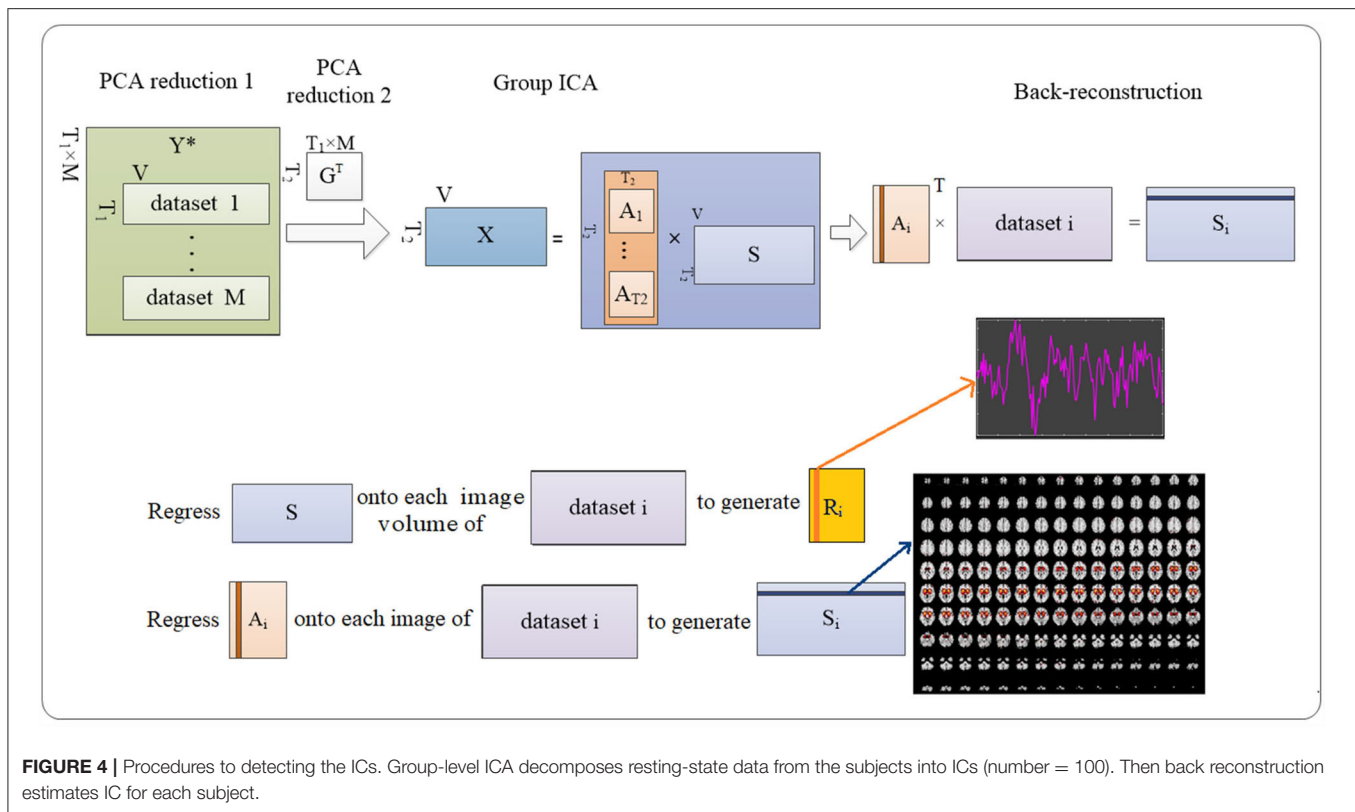 PCA reduction 1
PCA
reduction 2
Group ICA
Back-reconstruction
T₁×M
Y*
V
T₁
dataset 1
dataset M
T₁×M
T₂
Gᵀ
V
T₂
X
=
T₂
T₂
A₁
A_T2
×
V
T₂
S
A_i
T
×
dataset i
=
S_i
Regress
S
onto each image
volume of
dataset i
to generate
R_i
Regress
A_i
onto each image of
dataset i
to generate
S_i
FIGURE 4 | Procedures to detecting the ICs. Group-level ICA decomposes resting-state data from the subjects into ICs (number = 100). Then back reconstruction
estimates IC for each subject.